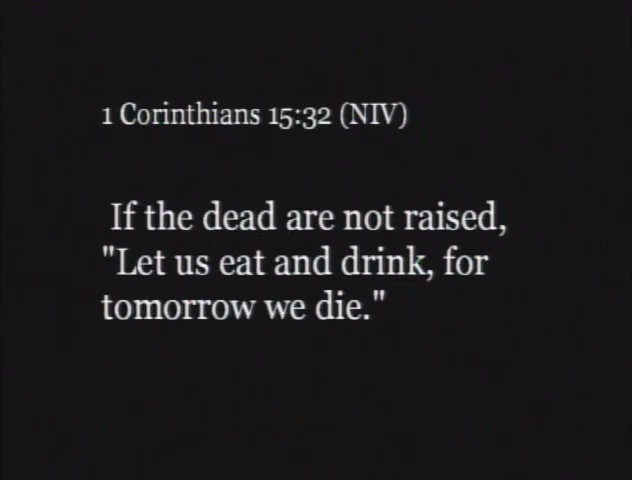 1 Corinthians 15:32 (NIV)
If the dead are not raised,
"Let us eat and drink, for
tomorrow we die."